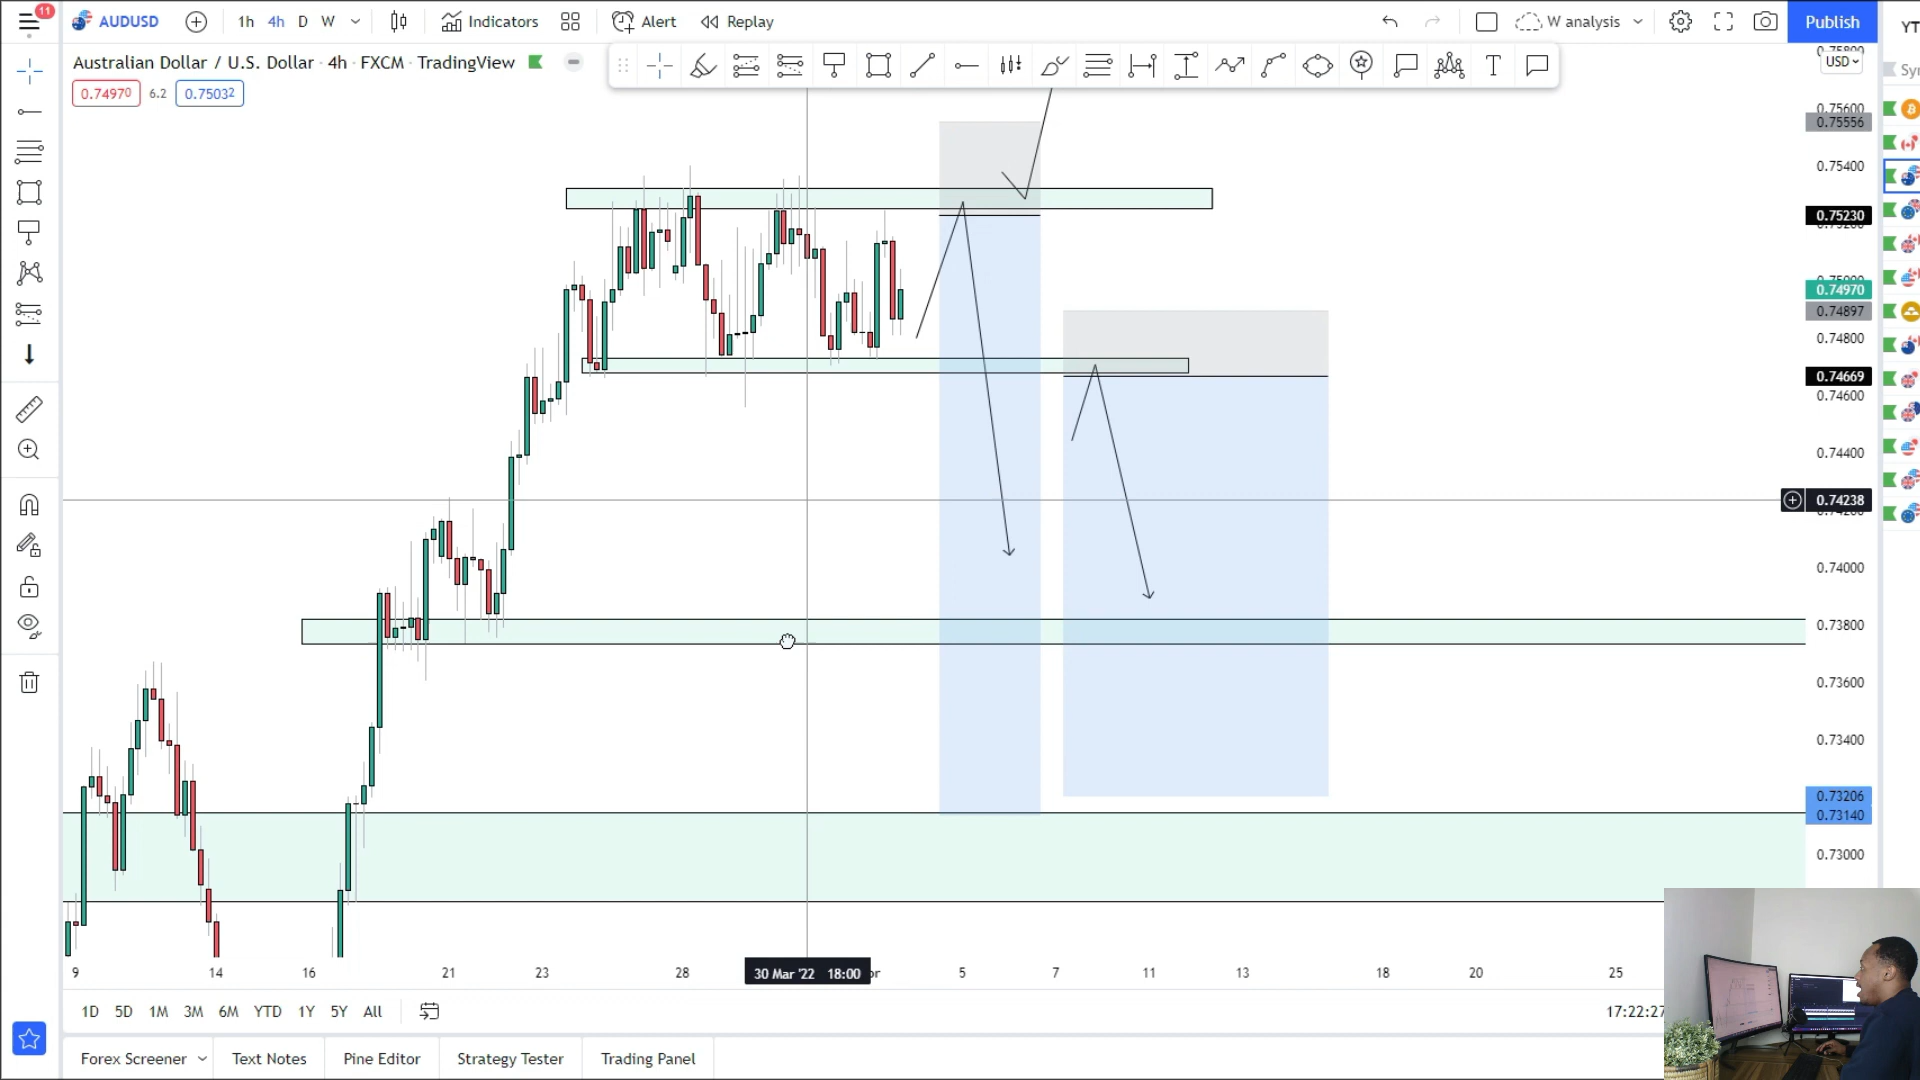 11
AUDUSD
1h 4h D W
Indicators
Alert
Replay
W analysis
Publish
YT
Australian Dollar / U.S. Dollar · 4h · FXCM · TradingView
0.74970 6.2 0.75032
USD
Syr
0.75600
0.75556
0.75400
0.75230
0.74970
0.74897
0.74800
0.74669
0.74600
0.74400
0.74238
0.74000
0.73800
0.73600
0.73400
0.73206
0.73140
0.73000
9 14 16 21 23 28 30 Mar '22 18:00 5 7 11 13 18 20 25
1D 5D 1M 3M 6M YTD 1Y 5Y All
17:22:27
Forex Screener Text Notes Pine Editor Strategy Tester Trading Panel